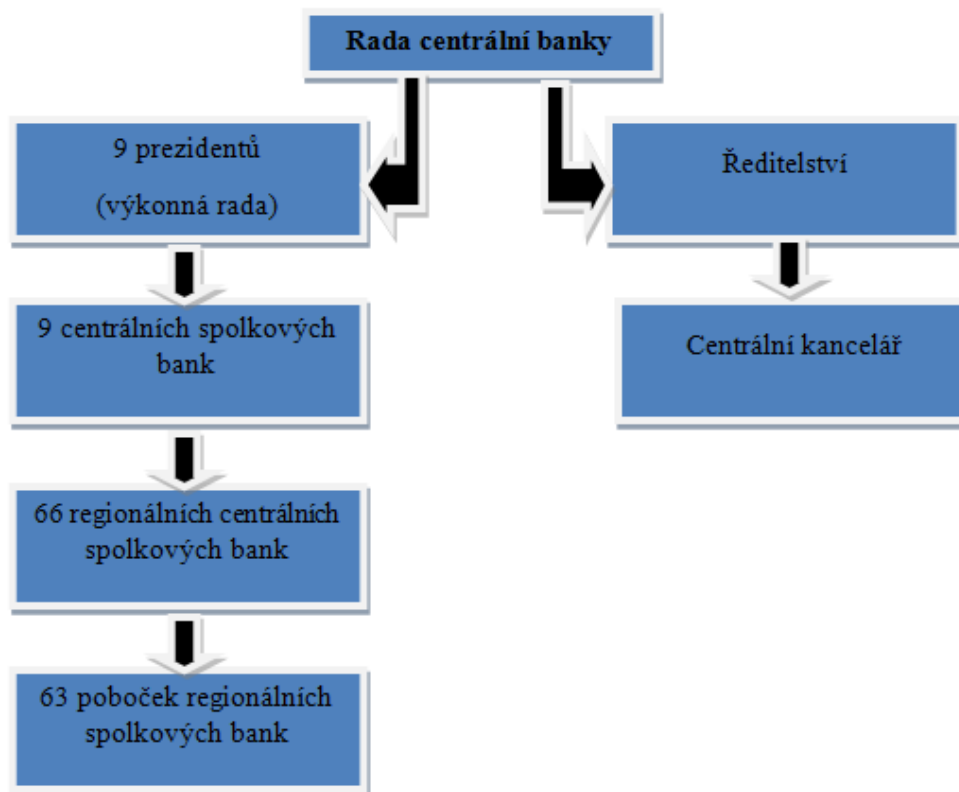 Rada centrální banky
9 prezidentů
(výkonná rada)
Ředitelství
9 centrálních spolkových
bank
Centrální kancelář
66 regionálních centrálních
spolkových bank
63 poboček regionálních
spolkových bank